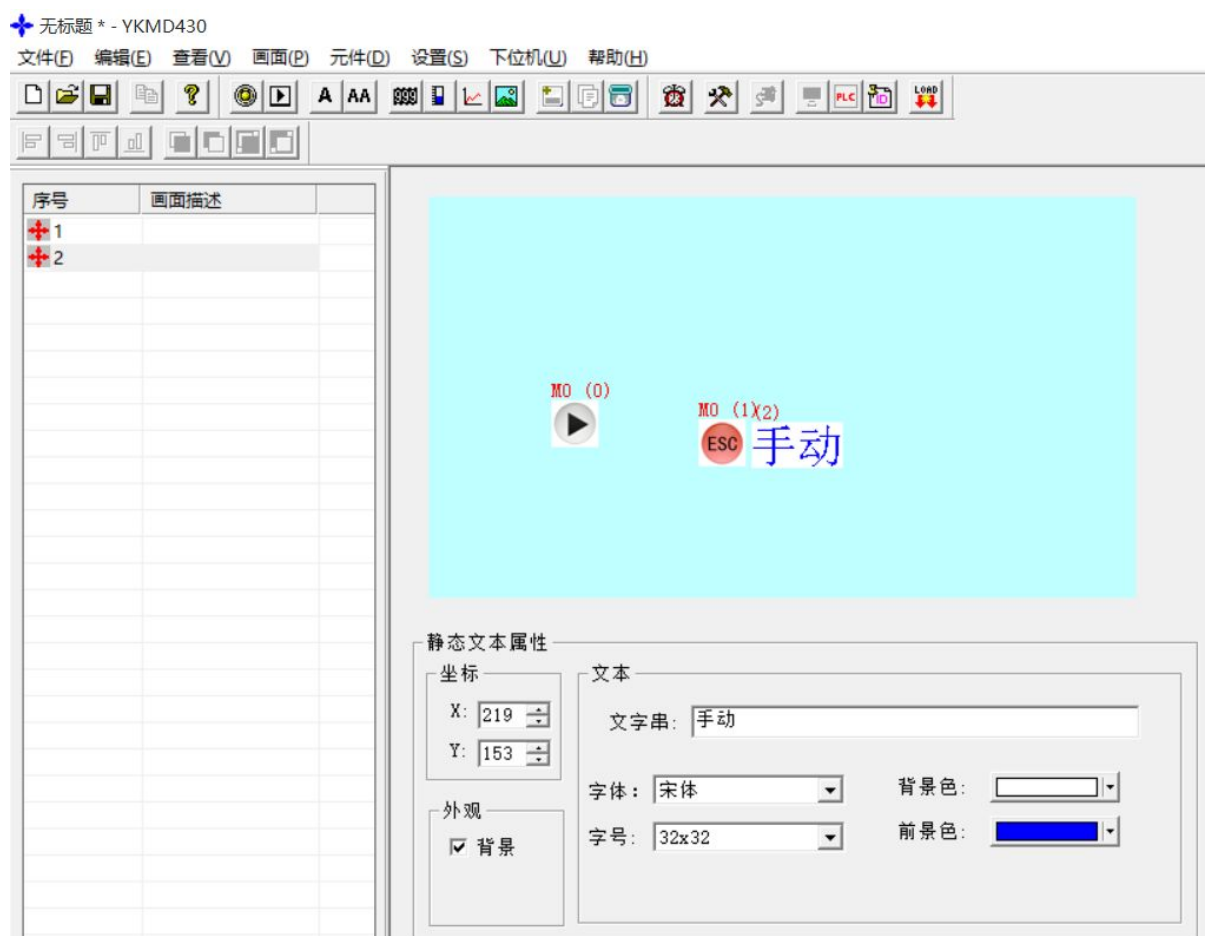 无标题 * - YKMD430
文件(F) 编辑(E) 查看(V) 画面(P) 元件(D) 设置(S) 下位机(U) 帮助(H)
A AA PLC ID LOAD
序号 画面描述
1
2
M0 (0)
M0 (1)(2)
ESC 手动
静态文本属性
坐标
X: 219
Y: 153
外观
背景
文本
文字串: 手动
字体: 宋体 背景色:
字号: 32x32 前景色: